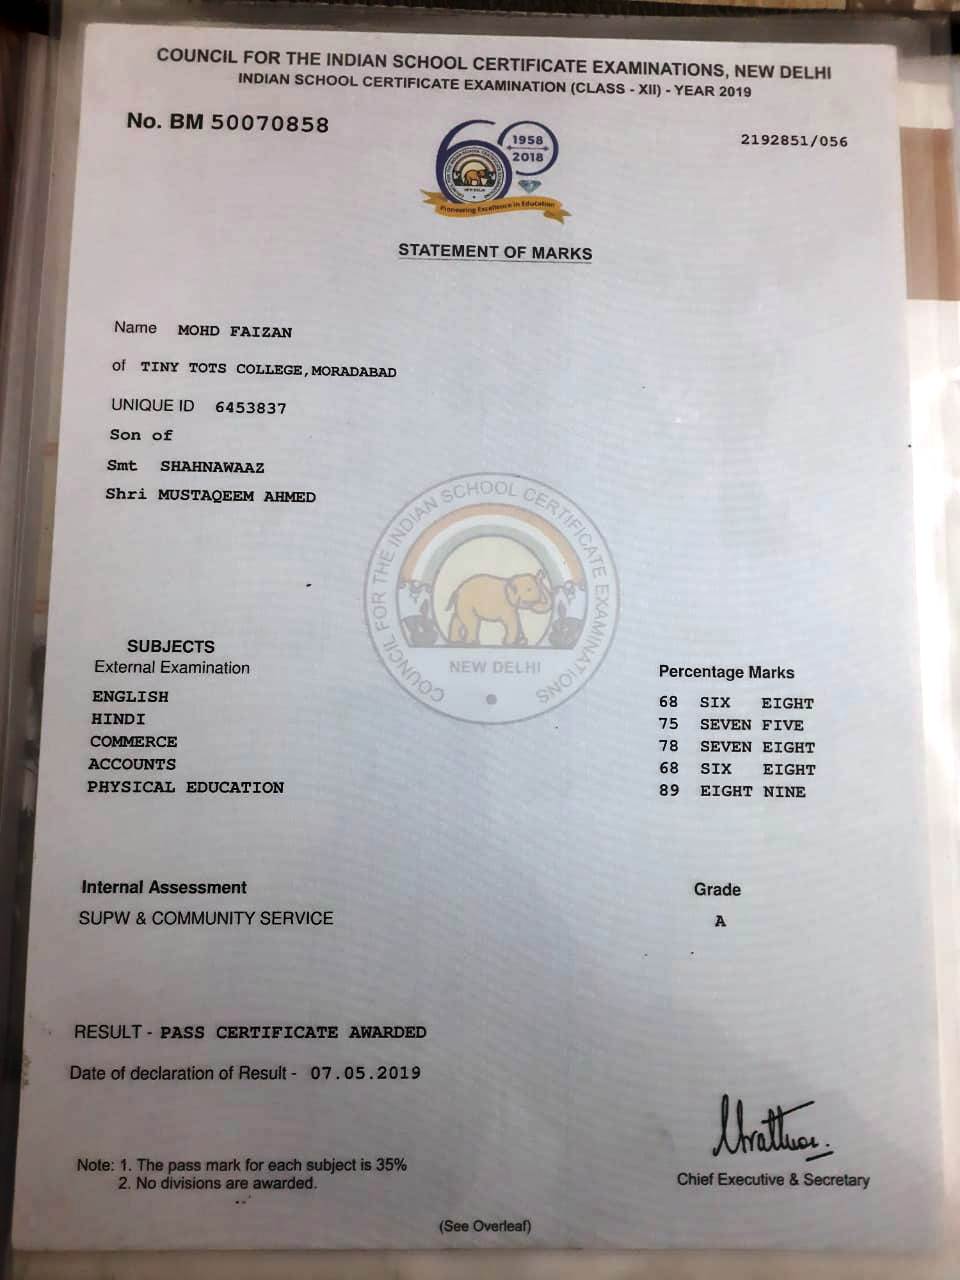 COUNCIL FOR THE INDIAN SCHOOL CERTIFICATE EXAMINATIONS, NEW DELHI
INDIAN SCHOOL CERTIFICATE EXAMINATION (CLASS - XII) - YEAR 2019
No. BM 50070858
2192851/056
1958
2018
Pioneering Excellence in Education
STATEMENT OF MARKS
Name MOHD FAIZAN
of TINY TOTS COLLEGE,MORADABAD
UNIQUE ID 6453837
Son of
Smt SHAHNAWAAZ
Shri MUSTAQEEM AHMED
COUNCIL FOR THE INDIAN SCHOOL CERTIFICATE EXAMINATIONS
NEW DELHI
SUBJECTS
External Examination Percentage Marks
ENGLISH 68 SIX EIGHT
HINDI 75 SEVEN FIVE
COMMERCE 78 SEVEN EIGHT
ACCOUNTS 68 SIX EIGHT
PHYSICAL EDUCATION 89 EIGHT NINE
Internal Assessment Grade
SUPW & COMMUNITY SERVICE A
RESULT - PASS CERTIFICATE AWARDED
Date of declaration of Result - 07.05.2019
Note: 1. The pass mark for each subject is 35%
2. No divisions are awarded.
Chief Executive & Secretary
(See Overleaf)